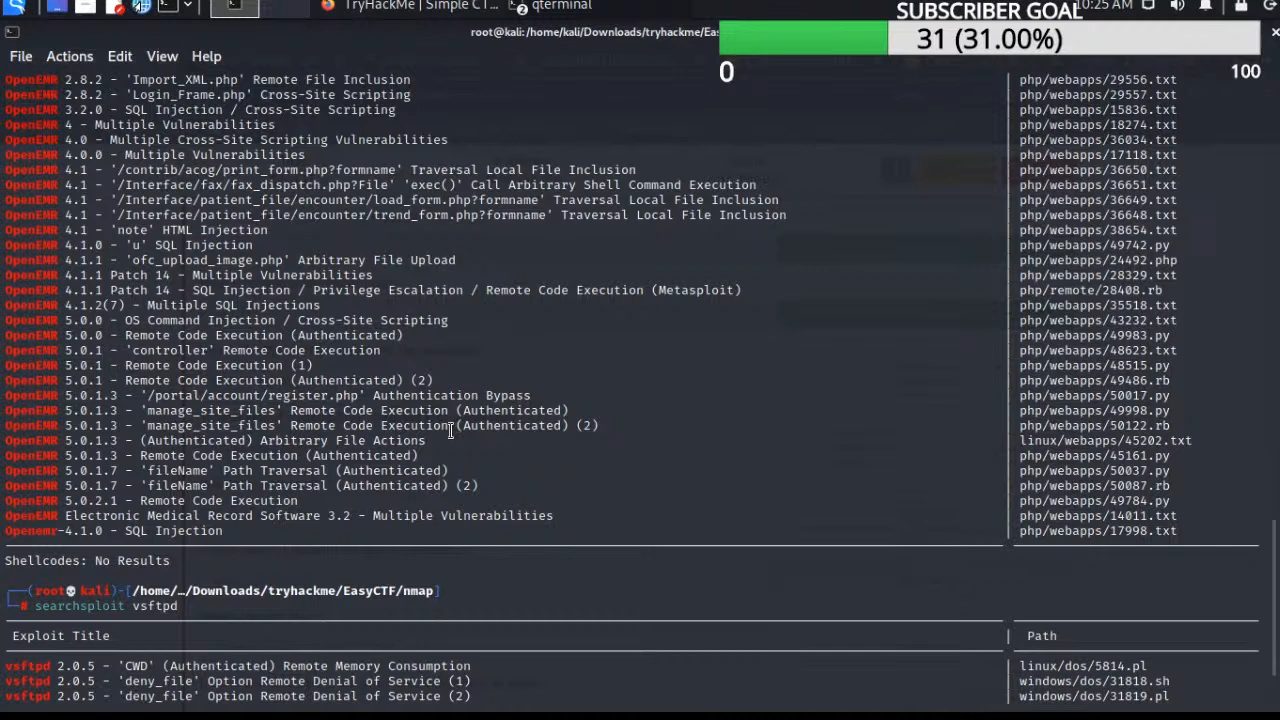 TryHackMe | Simple CT… qterminal 10:25 AM
2
SUBSCRIBER GOAL
root@kali:/home/kali/Downloads/tryhackme/Eas
31 (31.00%)
File Actions Edit View Help
0 100
OpenEMR 2.8.2 - 'Import_XML.php' Remote File Inclusion | php/webapps/29556.txt
OpenEMR 2.8.2 - 'Login_Frame.php' Cross-Site Scripting | php/webapps/29557.txt
OpenEMR 3.2.0 - SQL Injection / Cross-Site Scripting | php/webapps/15836.txt
OpenEMR 4 - Multiple Vulnerabilities | php/webapps/18274.txt
OpenEMR 4.0 - Multiple Cross-Site Scripting Vulnerabilities | php/webapps/36034.txt
OpenEMR 4.0.0 - Multiple Vulnerabilities | php/webapps/17118.txt
OpenEMR 4.1 - '/contrib/acog/print_form.php?formname' Traversal Local File Inclusion | php/webapps/36650.txt
OpenEMR 4.1 - '/Interface/fax/fax_dispatch.php?File' 'exec()' Call Arbitrary Shell Command Execution | php/webapps/36651.txt
OpenEMR 4.1 - '/Interface/patient_file/encounter/load_form.php?formname' Traversal Local File Inclusion | php/webapps/36649.txt
OpenEMR 4.1 - '/Interface/patient_file/encounter/trend_form.php?formname' Traversal Local File Inclusion | php/webapps/36648.txt
OpenEMR 4.1 - 'note' HTML Injection | php/webapps/38654.txt
OpenEMR 4.1.0 - 'u' SQL Injection | php/webapps/49742.py
OpenEMR 4.1.1 - 'ofc_upload_image.php' Arbitrary File Upload | php/webapps/24492.php
OpenEMR 4.1.1 Patch 14 - Multiple Vulnerabilities | php/webapps/28329.txt
OpenEMR 4.1.1 Patch 14 - SQL Injection / Privilege Escalation / Remote Code Execution (Metasploit) | php/remote/28408.rb
OpenEMR 4.1.2(7) - Multiple SQL Injections | php/webapps/35518.txt
OpenEMR 5.0.0 - OS Command Injection / Cross-Site Scripting | php/webapps/43232.txt
OpenEMR 5.0.0 - Remote Code Execution (Authenticated) | php/webapps/49983.py
OpenEMR 5.0.1 - 'controller' Remote Code Execution | php/webapps/48623.txt
OpenEMR 5.0.1 - Remote Code Execution (1) | php/webapps/48515.py
OpenEMR 5.0.1 - Remote Code Execution (Authenticated) (2) | php/webapps/49486.rb
OpenEMR 5.0.1.3 - '/portal/account/register.php' Authentication Bypass | php/webapps/50017.py
OpenEMR 5.0.1.3 - 'manage_site_files' Remote Code Execution (Authenticated) | php/webapps/49998.py
OpenEMR 5.0.1.3 - 'manage_site_files' Remote Code Execution (Authenticated) (2) | php/webapps/50122.rb
OpenEMR 5.0.1.3 - (Authenticated) Arbitrary File Actions | linux/webapps/45202.txt
OpenEMR 5.0.1.3 - Remote Code Execution (Authenticated) | php/webapps/45161.py
OpenEMR 5.0.1.7 - 'fileName' Path Traversal (Authenticated) | php/webapps/50037.py
OpenEMR 5.0.1.7 - 'fileName' Path Traversal (Authenticated) (2) | php/webapps/50087.rb
OpenEMR 5.0.2.1 - Remote Code Execution | php/webapps/49784.py
OpenEMR Electronic Medical Record Software 3.2 - Multiple Vulnerabilities | php/webapps/14011.txt
Openemr-4.1.0 - SQL Injection | php/webapps/17998.txt
Shellcodes: No Results
┌──(root💀kali)-[/home/…/Downloads/tryhackme/EasyCTF/nmap]
└─# searchsploit vsftpd
Exploit Title | Path
vsftpd 2.0.5 - 'CWD' (Authenticated) Remote Memory Consumption | linux/dos/5814.pl
vsftpd 2.0.5 - 'deny_file' Option Remote Denial of Service (1) | windows/dos/31818.sh
vsftpd 2.0.5 - 'deny_file' Option Remote Denial of Service (2) | windows/dos/31819.pl